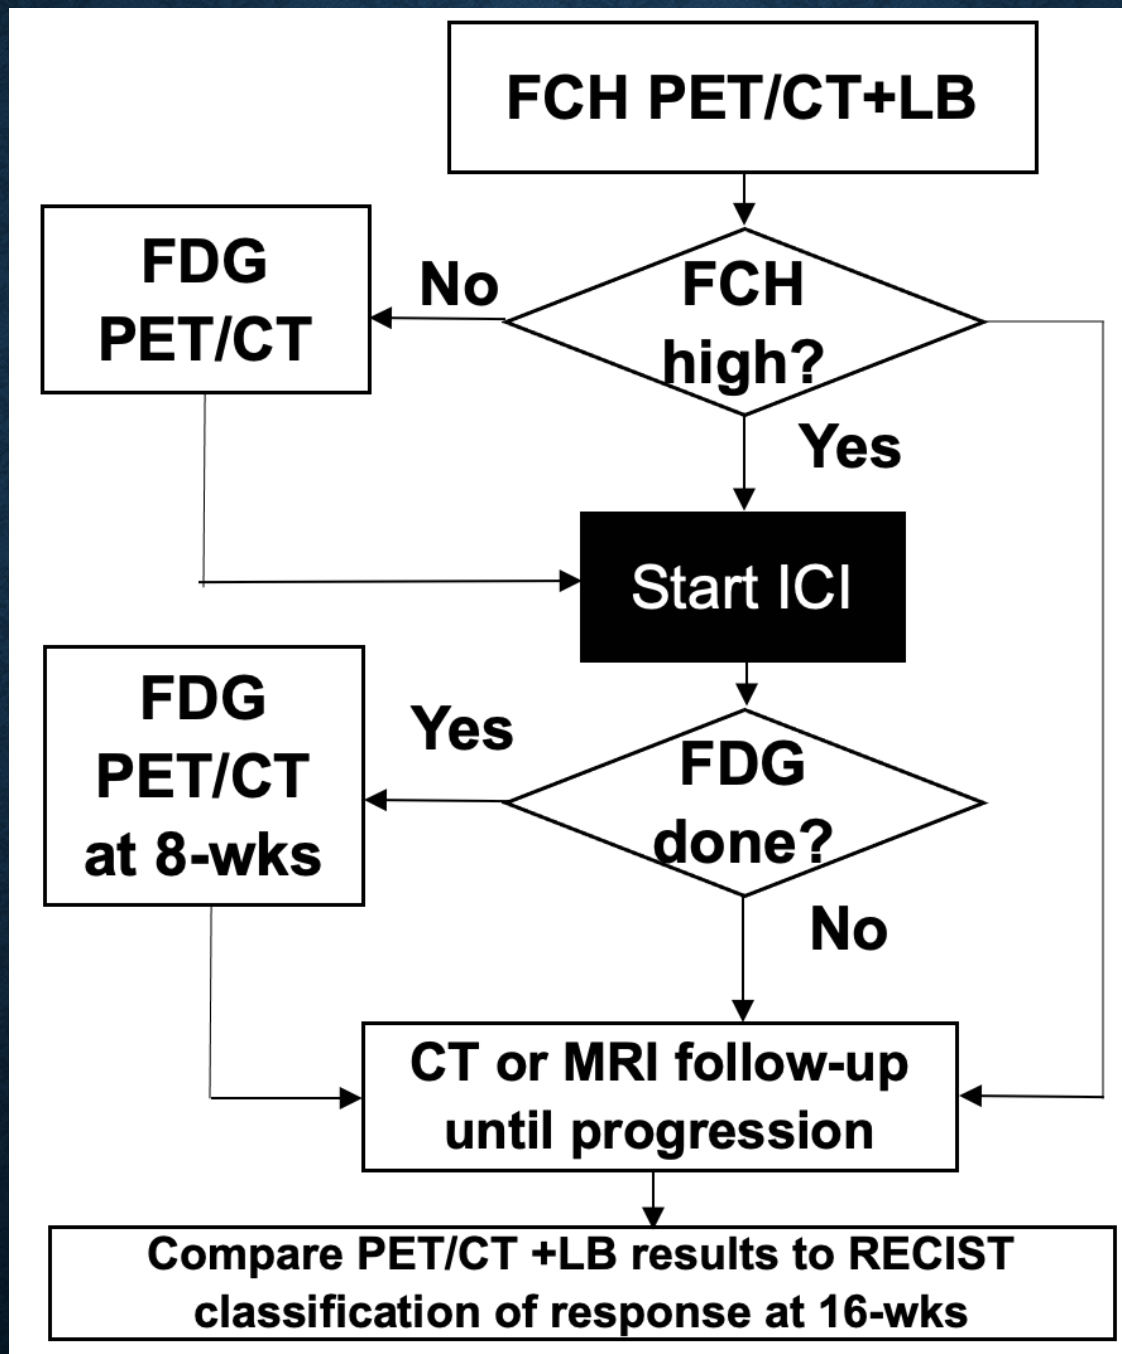 FCH PET/CT+LB
FDG
PET/CT
No
FCH
high?
Yes
Start ICI
FDG
PET/CT
at 8-wks
Yes
FDG
done?
No
CT or MRI follow-up
until progression
Compare PET/CT +LB results to RECIST
classification of response at 16-wks